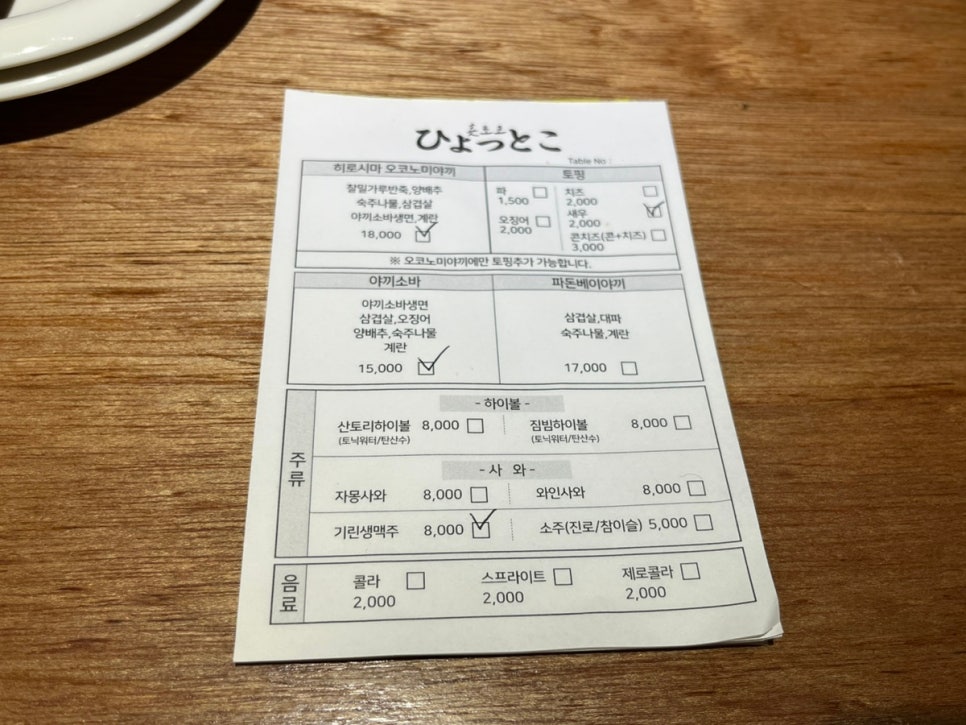 ひょっとこ
Table No :
히로시마 오코노미야끼
찰밀가루반죽,양배추
숙주나물,삼겹살
야끼소바생면,계란
18,000
토핑
파
1,500
오징어
2,000
치즈
2,000
새우
2,000
콘치즈(콘+치즈)
3,000
※ 오코노미야끼에만 토핑추가 가능합니다.
야끼소바
야끼소바생면
삼겹살,오징어
양배추,숙주나물
계란
15,000
파돈베이야끼
삼겹살,대파
숙주나물,계란
17,000
주류
- 하이볼 -
산토리하이볼 8,000
(토닉워터/탄산수)
짐빔하이볼 8,000
(토닉워터/탄산수)
- 사 와 -
자몽사와 8,000
와인사와 8,000
기린생맥주 8,000
소주(진로/참이슬) 5,000
음료
콜라
2,000
스프라이트
2,000
제로콜라
2,000